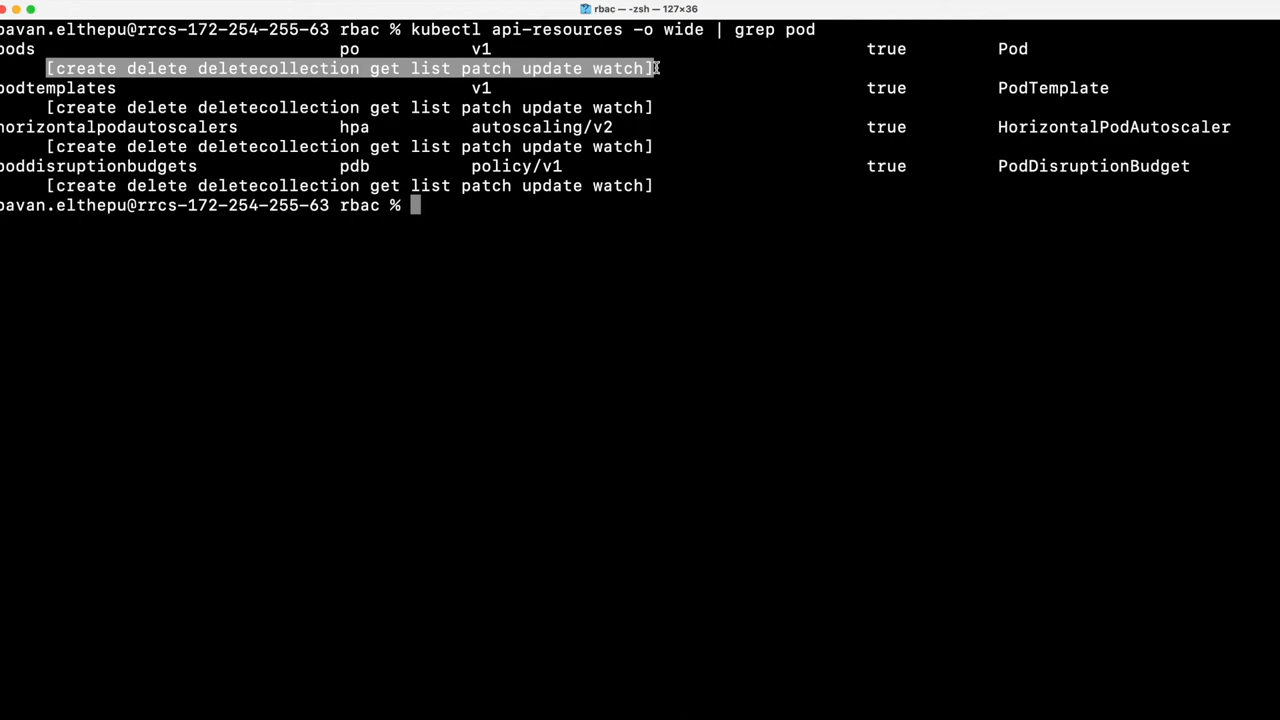 rbac — -zsh — 127×36
pavan.elthepu@rrcs-172-254-255-63 rbac % kubectl api-resources -o wide | grep pod
pods po v1 true Pod
[create delete deletecollection get list patch update watch]
podtemplates v1 true PodTemplate
[create delete deletecollection get list patch update watch]
horizontalpodautoscalers hpa autoscaling/v2 true HorizontalPodAutoscaler
[create delete deletecollection get list patch update watch]
poddisruptionbudgets pdb policy/v1 true PodDisruptionBudget
[create delete deletecollection get list patch update watch]
pavan.elthepu@rrcs-172-254-255-63 rbac %